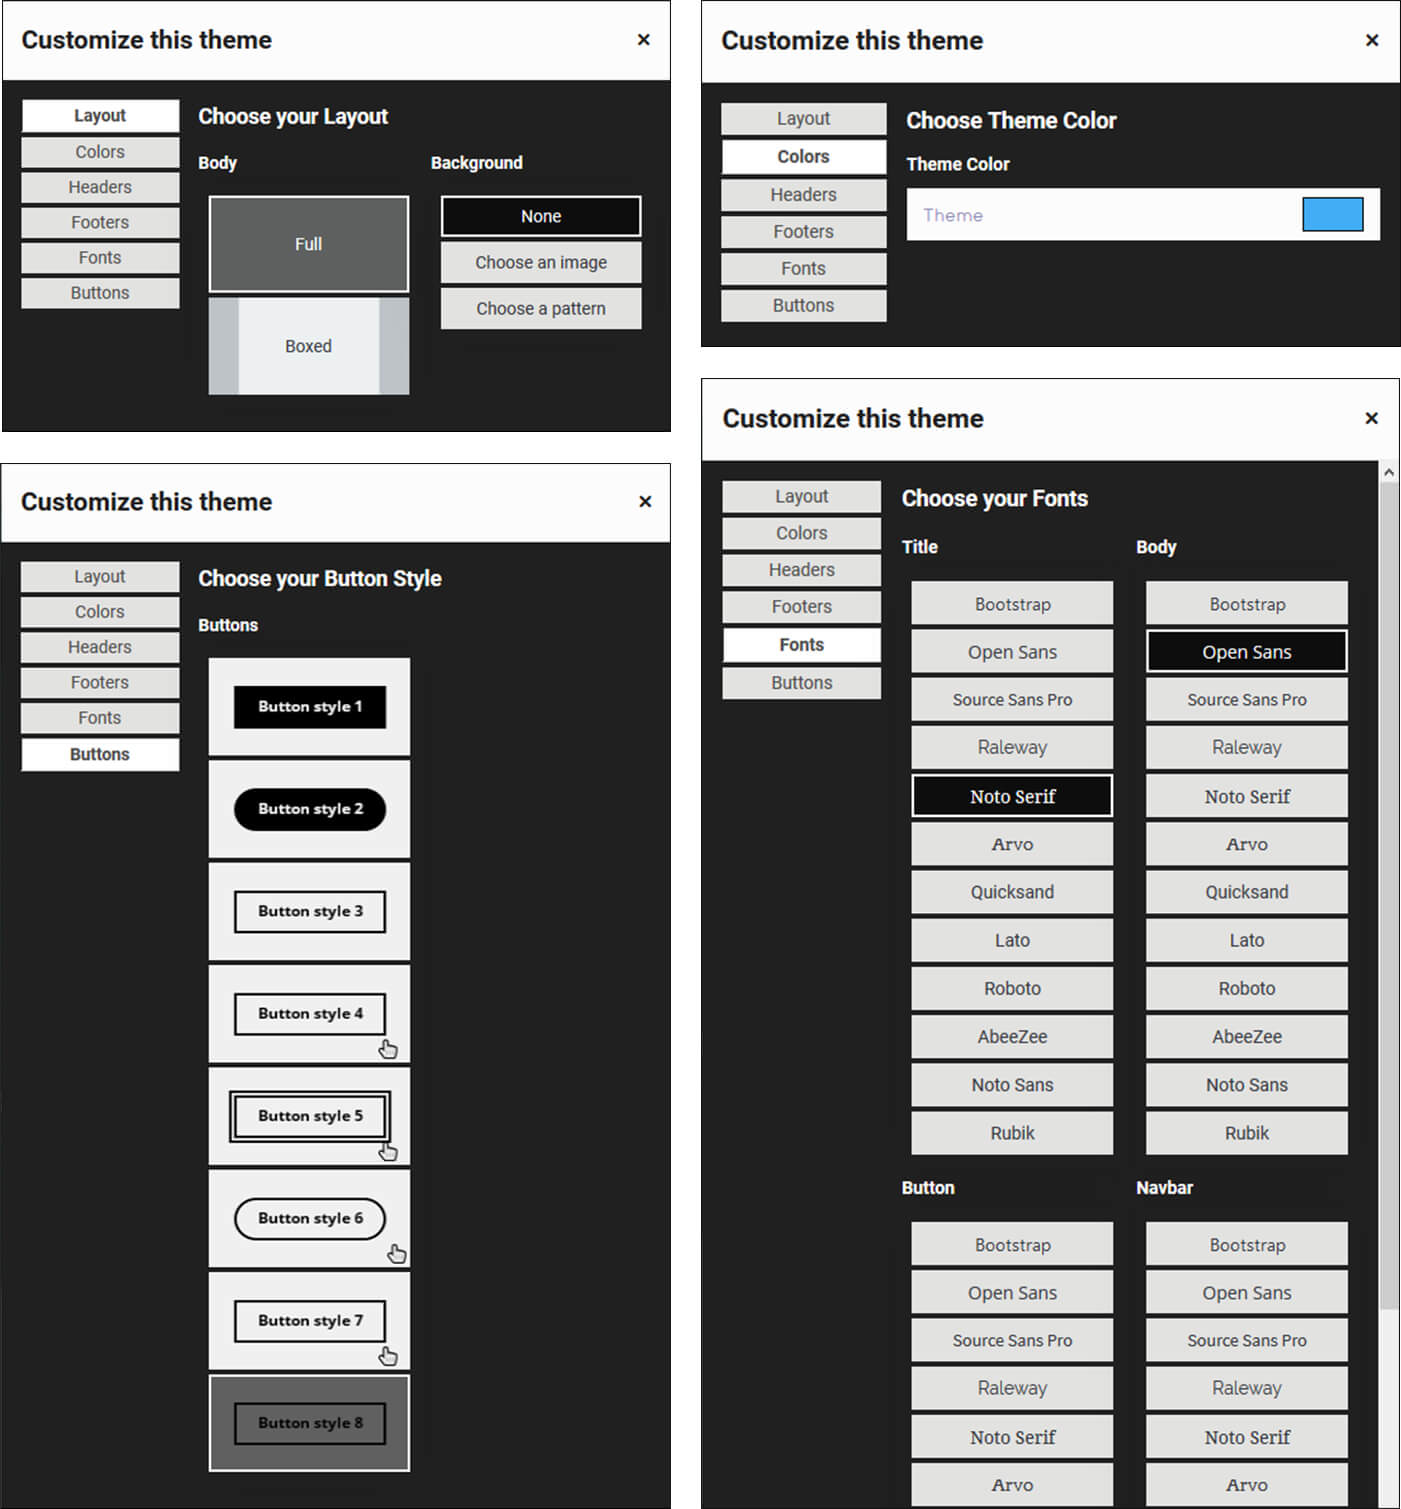 Customize this theme
×
Layout
Colors
Headers
Footers
Fonts
Buttons
Choose your Layout
Body
Full
Boxed
Background
None
Choose an image
Choose a pattern
Customize this theme
×
Layout
Colors
Headers
Footers
Fonts
Buttons
Choose Theme Color
Theme Color
Theme
Customize this theme
×
Layout
Colors
Headers
Footers
Fonts
Buttons
Choose your Button Style
Buttons
Button style 1
Button style 2
Button style 3
Button style 4
Button style 5
Button style 6
Button style 7
Button style 8
Customize this theme
×
Layout
Colors
Headers
Footers
Fonts
Buttons
Choose your Fonts
Title
Bootstrap
Open Sans
Source Sans Pro
Raleway
Noto Serif
Arvo
Quicksand
Lato
Roboto
AbeeZee
Noto Sans
Rubik
Body
Bootstrap
Open Sans
Source Sans Pro
Raleway
Noto Serif
Arvo
Quicksand
Lato
Roboto
AbeeZee
Noto Sans
Rubik
Button
Bootstrap
Open Sans
Source Sans Pro
Raleway
Noto Serif
Arvo
Navbar
Bootstrap
Open Sans
Source Sans Pro
Raleway
Noto Serif
Arvo